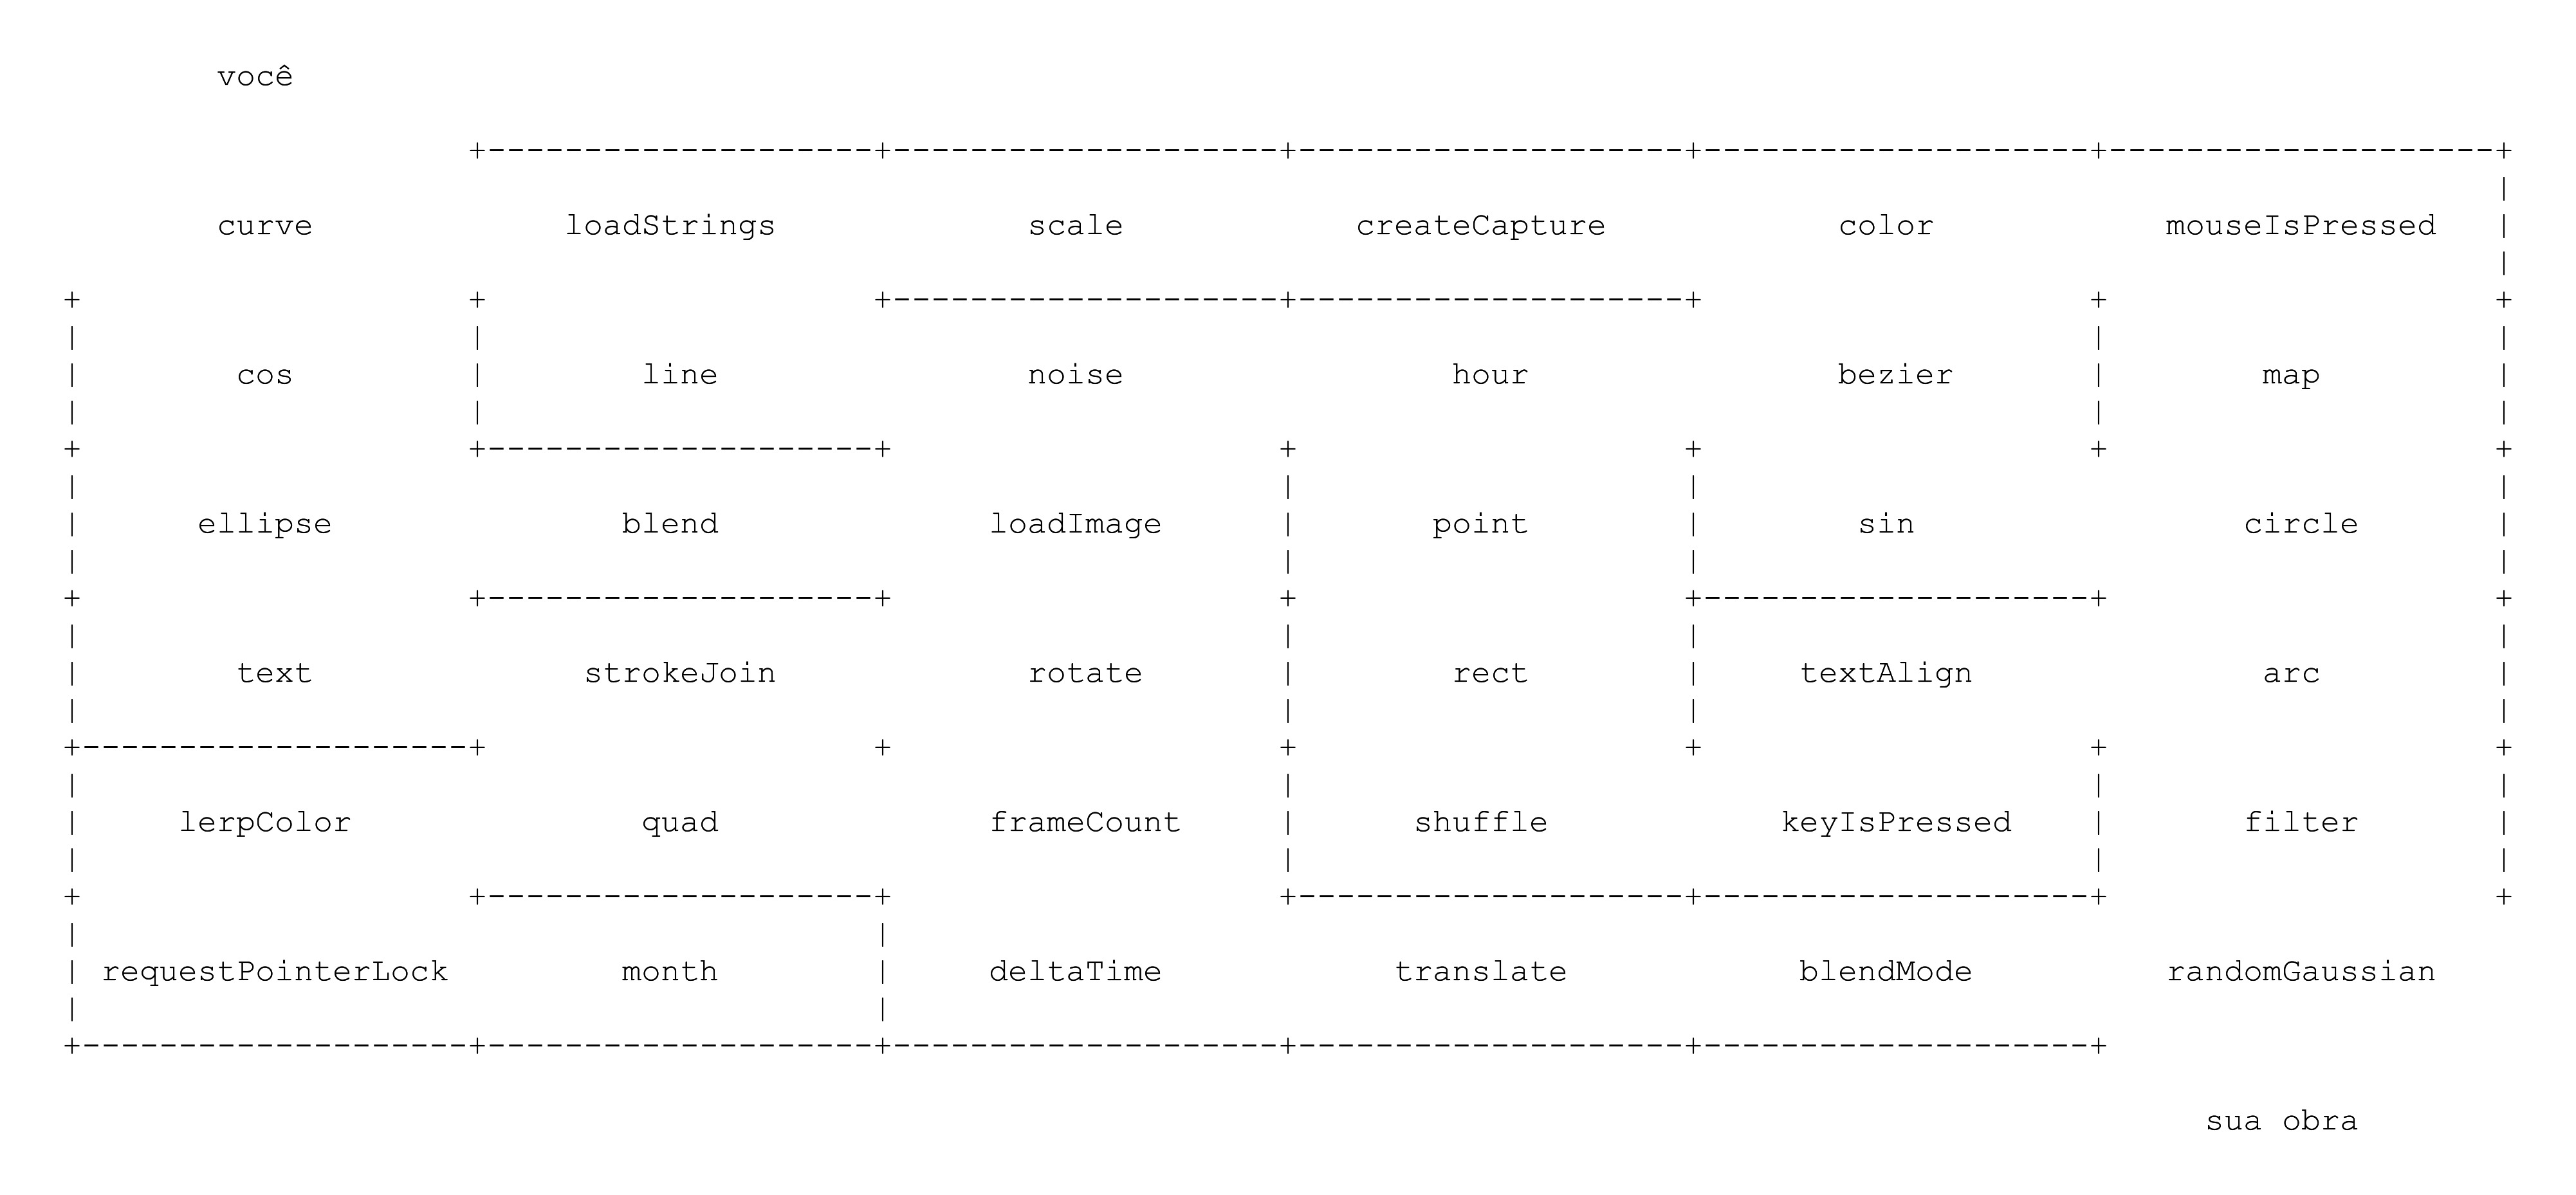 você
curve loadStrings scale createCapture color mouseIsPressed
cos line noise hour bezier map
ellipse blend loadImage point sin circle
text strokeJoin rotate rect textAlign arc
lerpColor quad frameCount shuffle keyIsPressed filter
requestPointerLock month deltaTime translate blendMode randomGaussian
sua obra